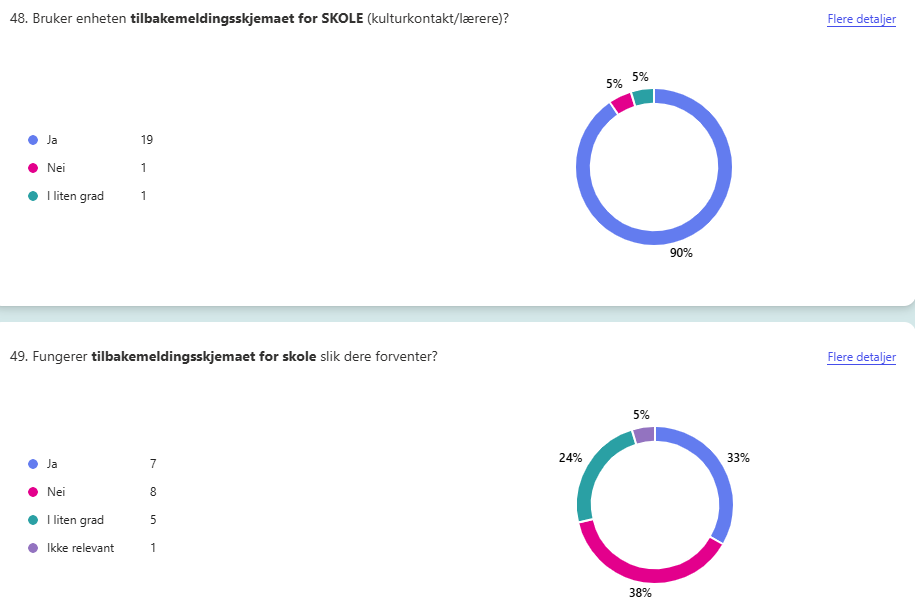 48. Bruker enheten tilbakemeldingsskjemaet for SKOLE (kulturkontakt/lærere)?
Flere detaljer
Ja 19
Nei 1
I liten grad 1
5%
5%
90%
49. Fungerer tilbakemeldingsskjemaet for skole slik dere forventer?
Flere detaljer
Ja 7
Nei 8
I liten grad 5
Ikke relevant 1
5%
24%
33%
38%